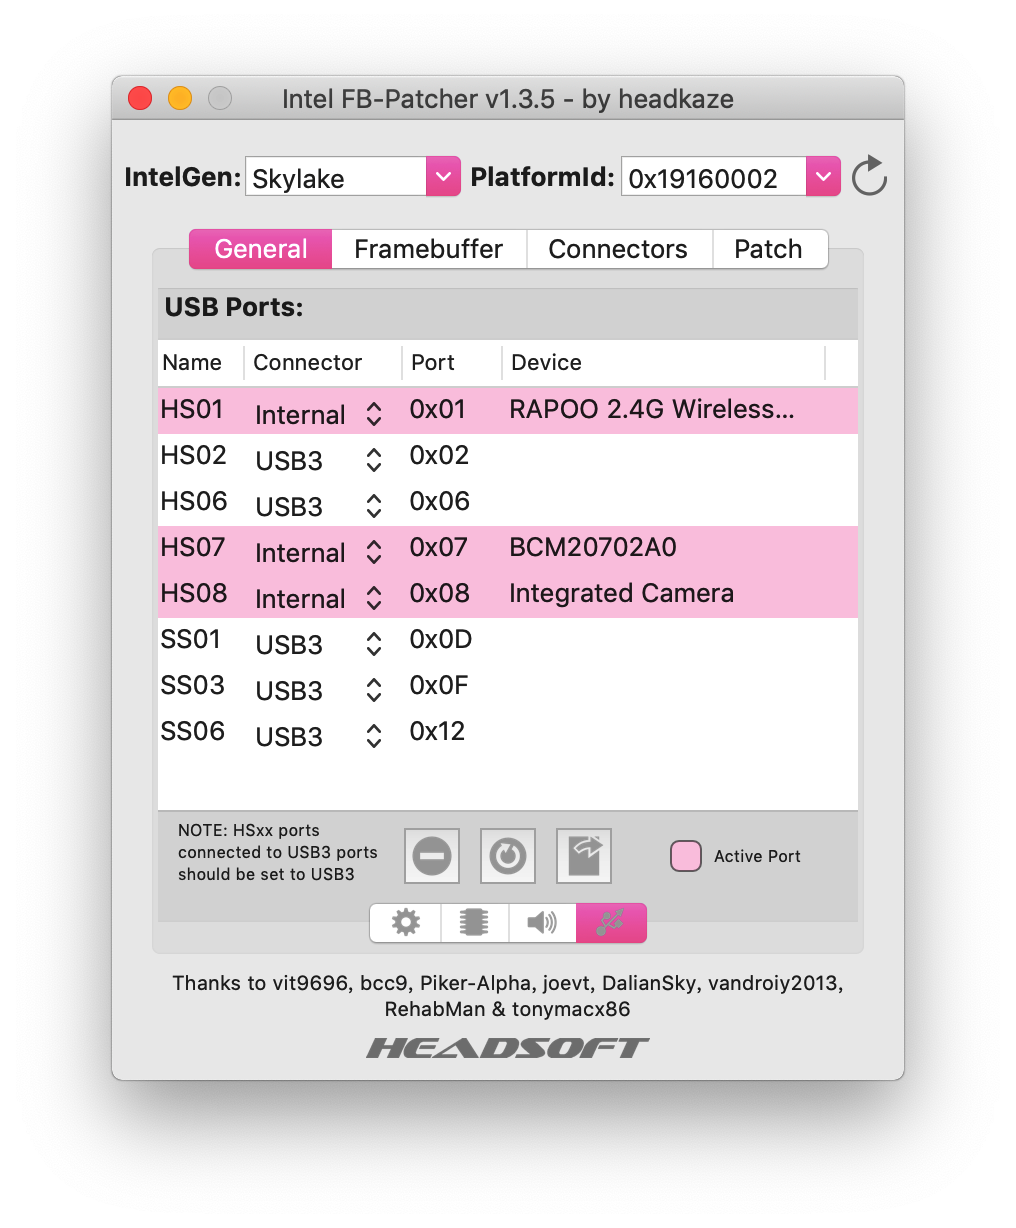 Intel FB-Patcher v1.3.5 - by headkaze
IntelGen: Skylake PlatformId: 0x19160002
General Framebuffer Connectors Patch
USB Ports:
Name Connector Port Device
HS01 Internal 0x01 RAPOO 2.4G Wireless...
HS02 USB3 0x02
HS06 USB3 0x06
HS07 Internal 0x07 BCM20702A0
HS08 Internal 0x08 Integrated Camera
SS01 USB3 0x0D
SS03 USB3 0x0F
SS06 USB3 0x12
NOTE: HSxx ports
connected to USB3 ports
should be set to USB3
Active Port
Thanks to vit9696, bcc9, Piker-Alpha, joevt, DalianSky, vandroiy2013,
RehabMan & tonymacx86
HEADSOFT